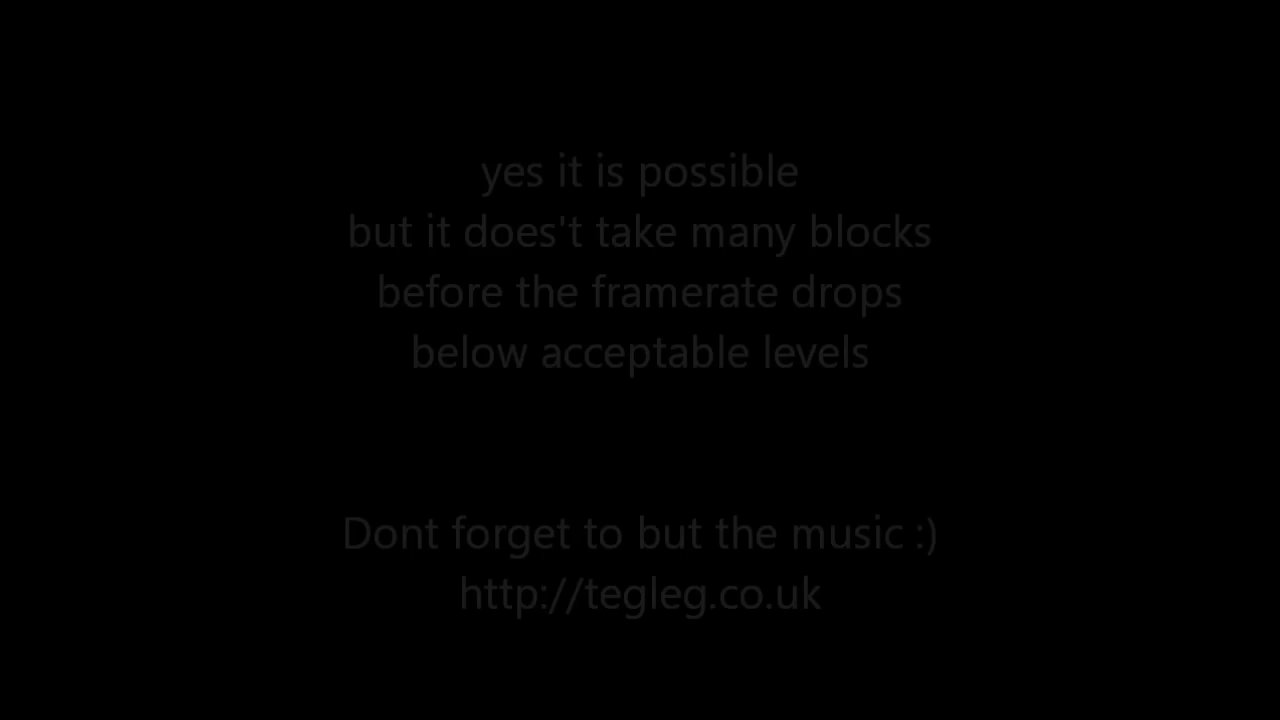 yes it is possible
but it does't take many blocks
before the framerate drops
below acceptable levels
Dont forget to but the music :)
http://tegleg.co.uk